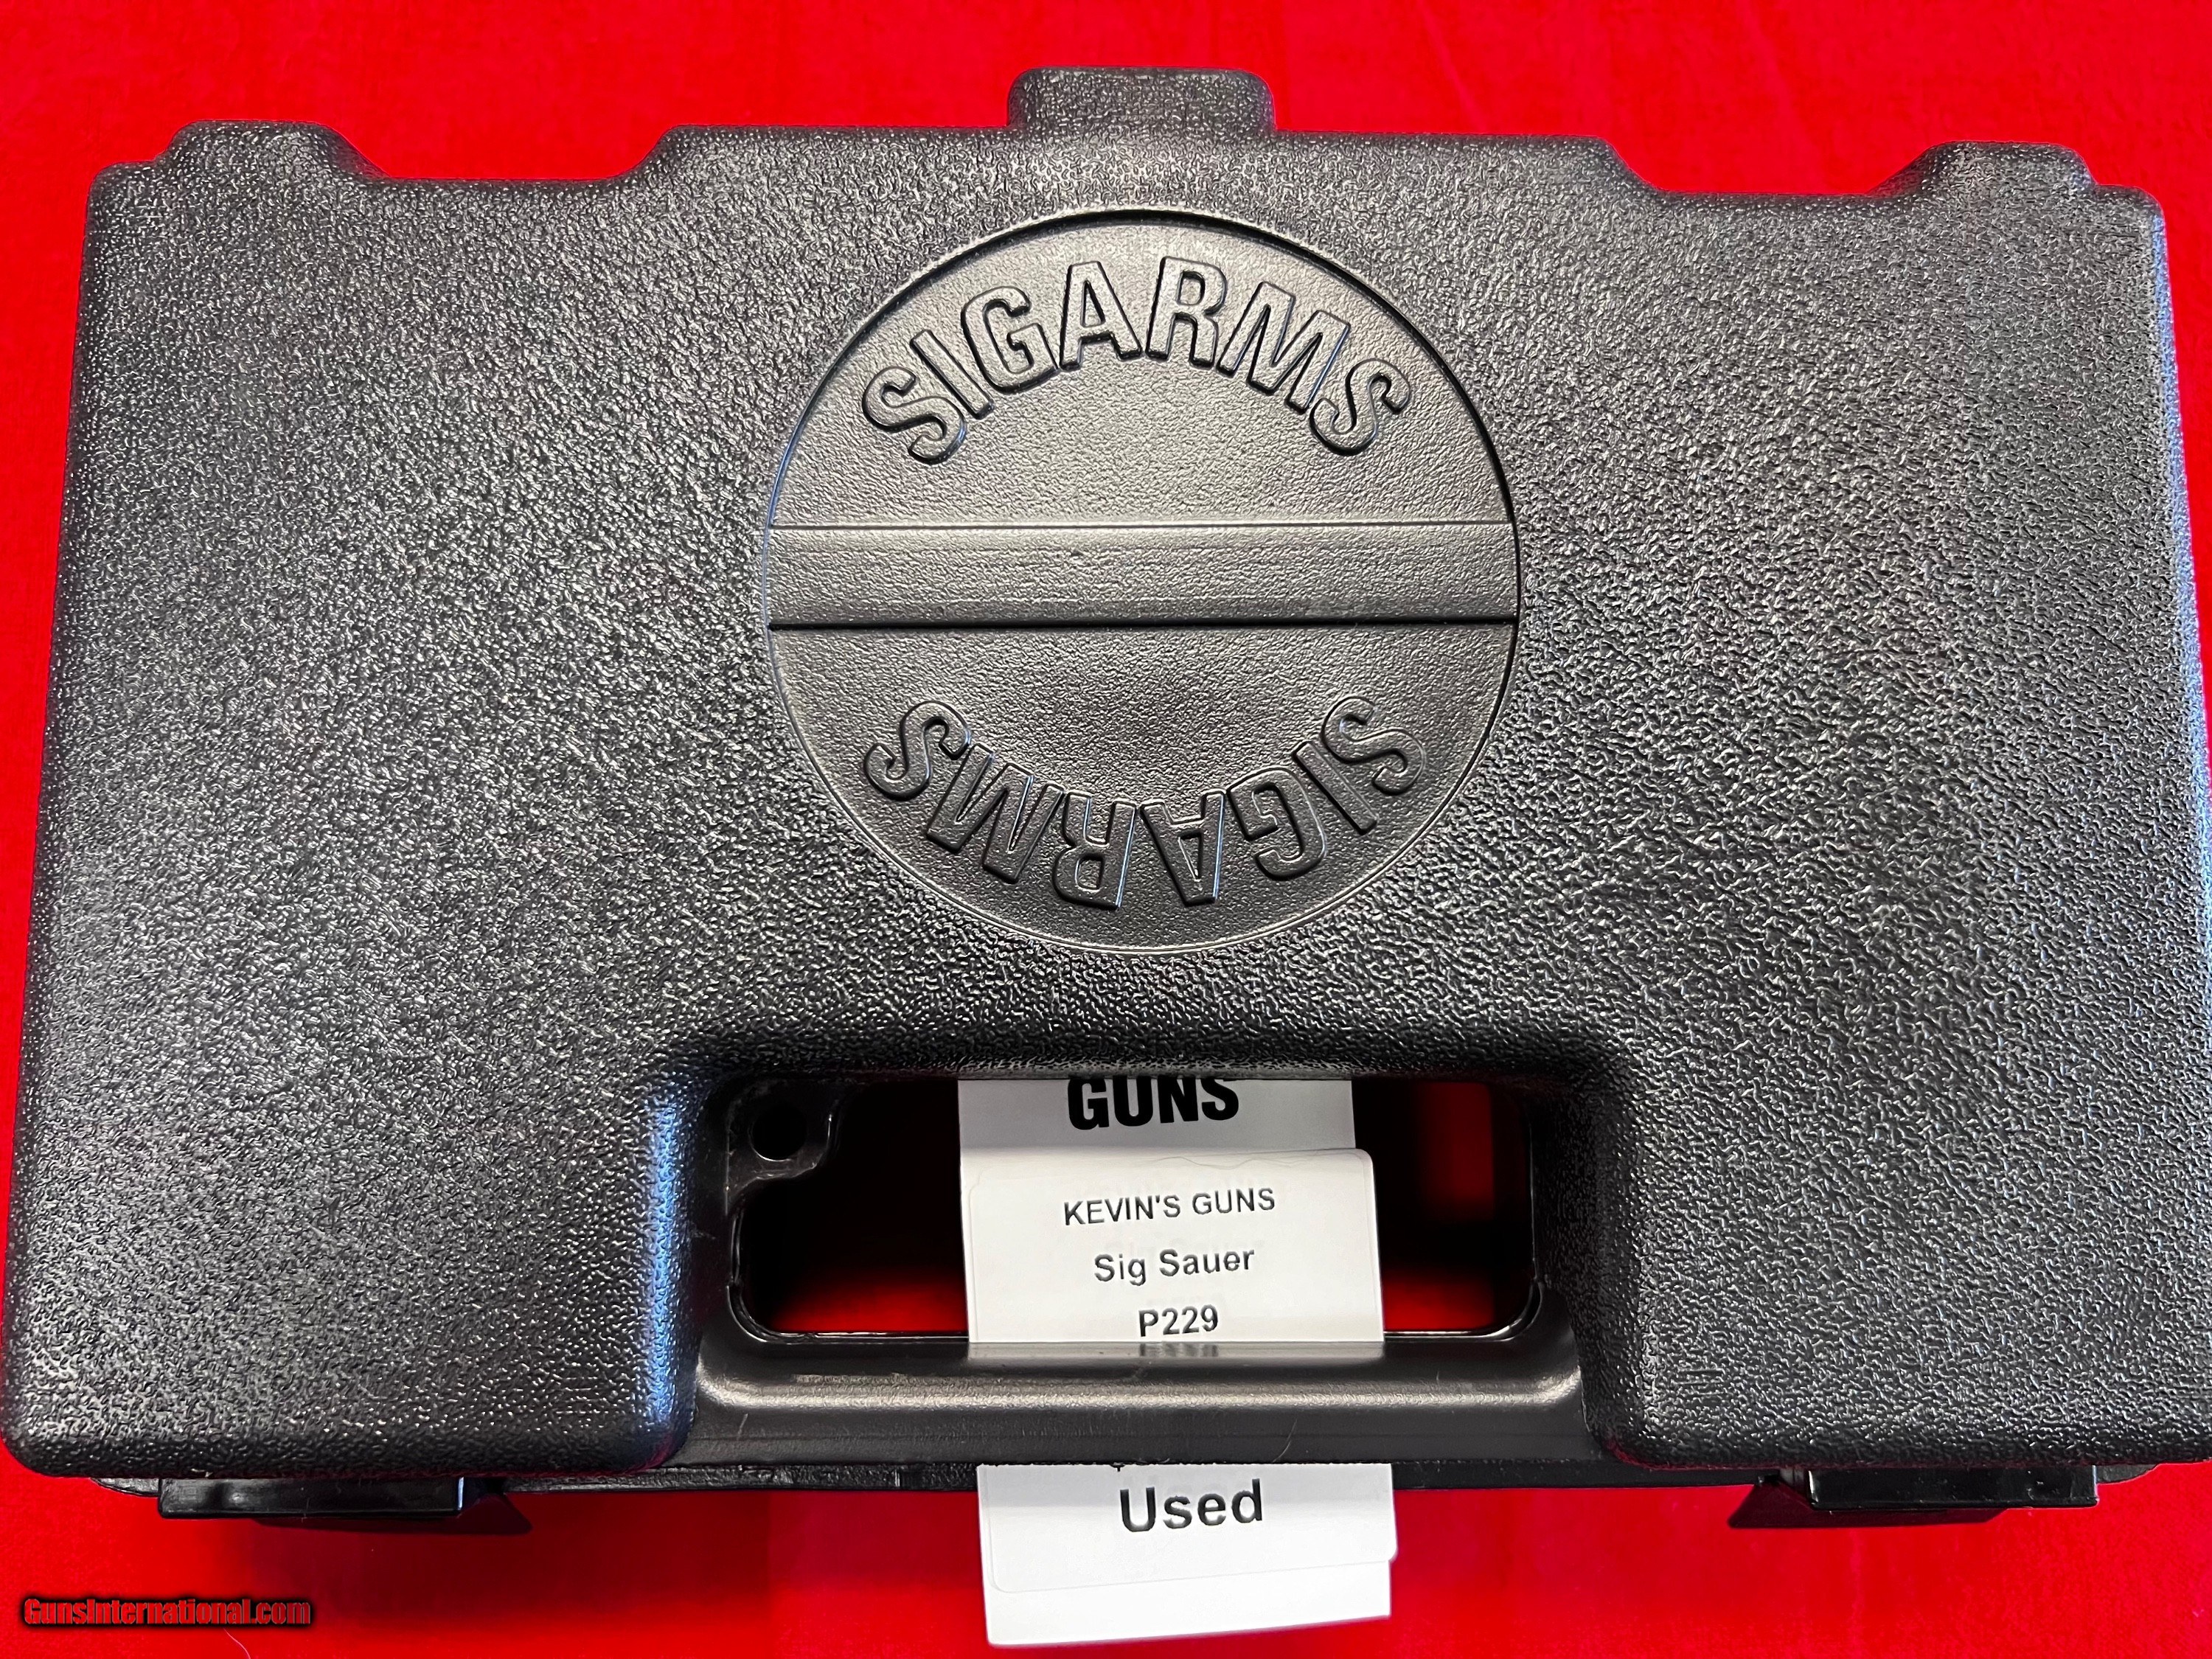 SIGARMS
SIGARMS
GUNS
KEVIN'S GUNS
Sig Sauer
P229
Used
GunsInternational.com